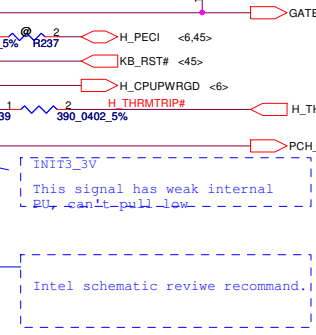 GATE
@
5% R237 2 H_PECI <6,45>
KB_RST# <45>
H_CPUPWRGD <6>
39 1 2 H_THRMTRIP# H_TH
390_0402_5%
PCH_
INIT3_3V
This signal has weak internal
PU, can't pull low
Intel schematic reviwe recommand.